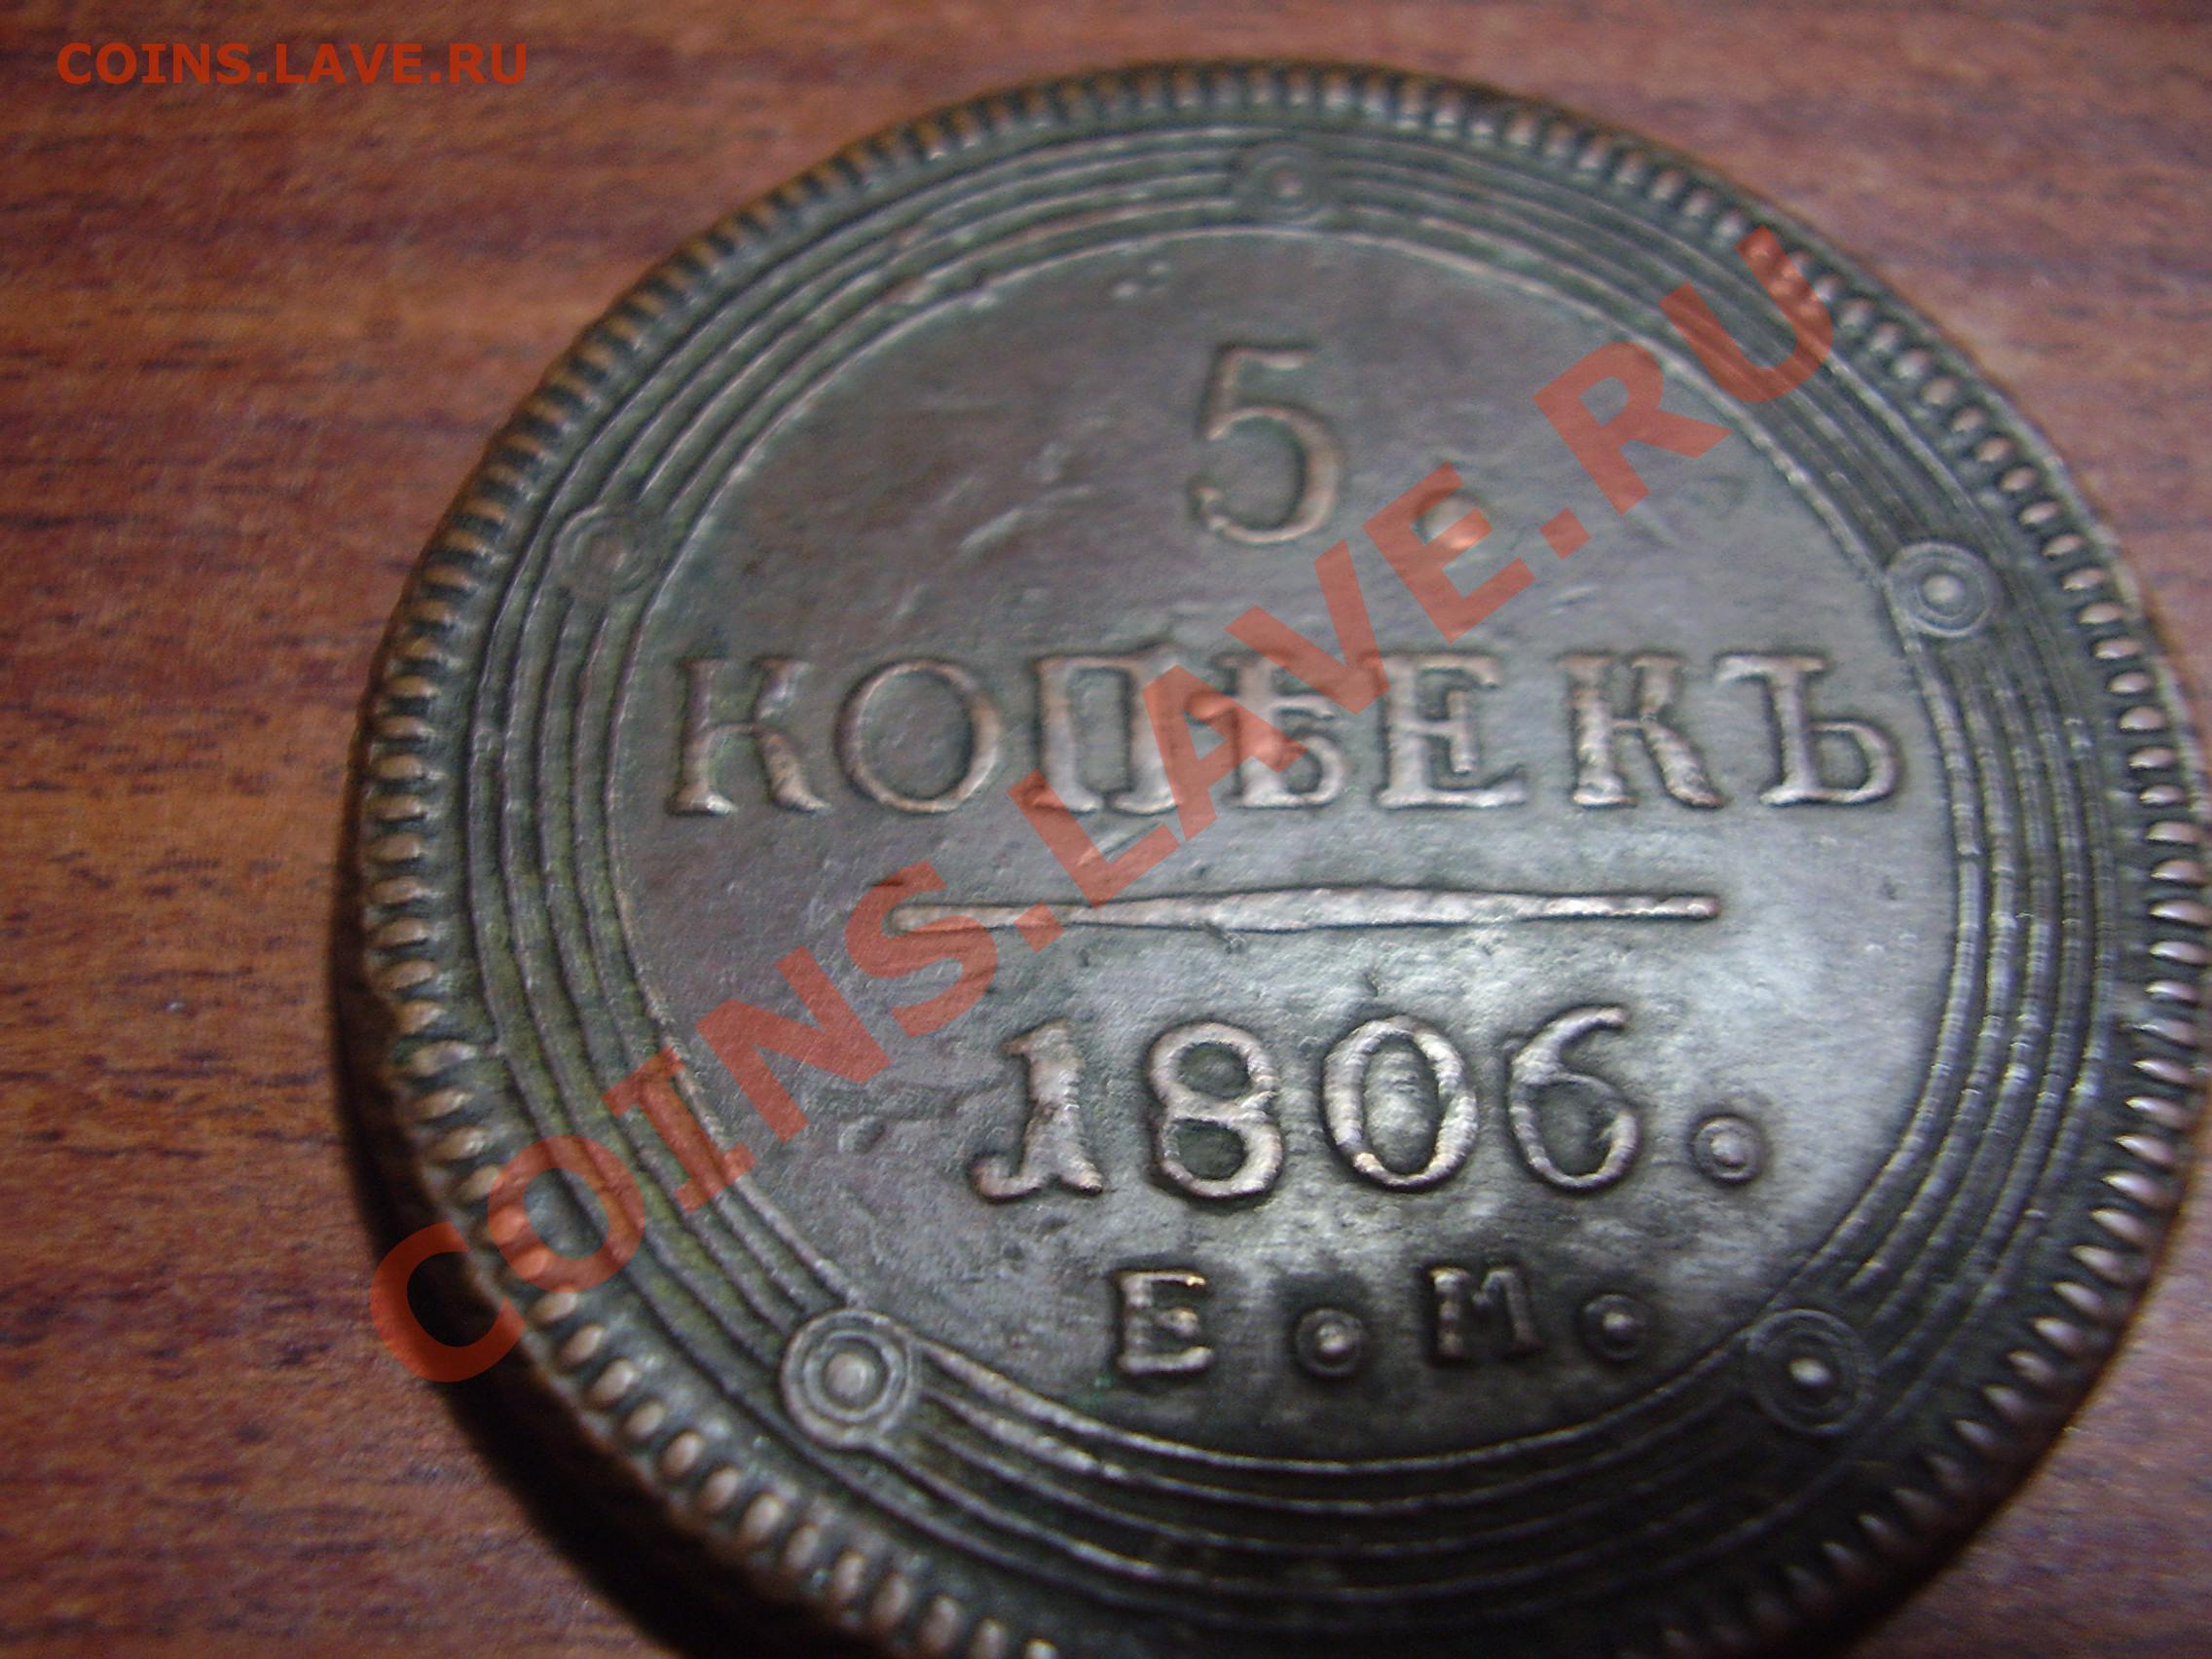 COINS.LAVE.RU
5.
КОПѢЕКЪ
1806.
Е.М.
COINS.LAVE.RU